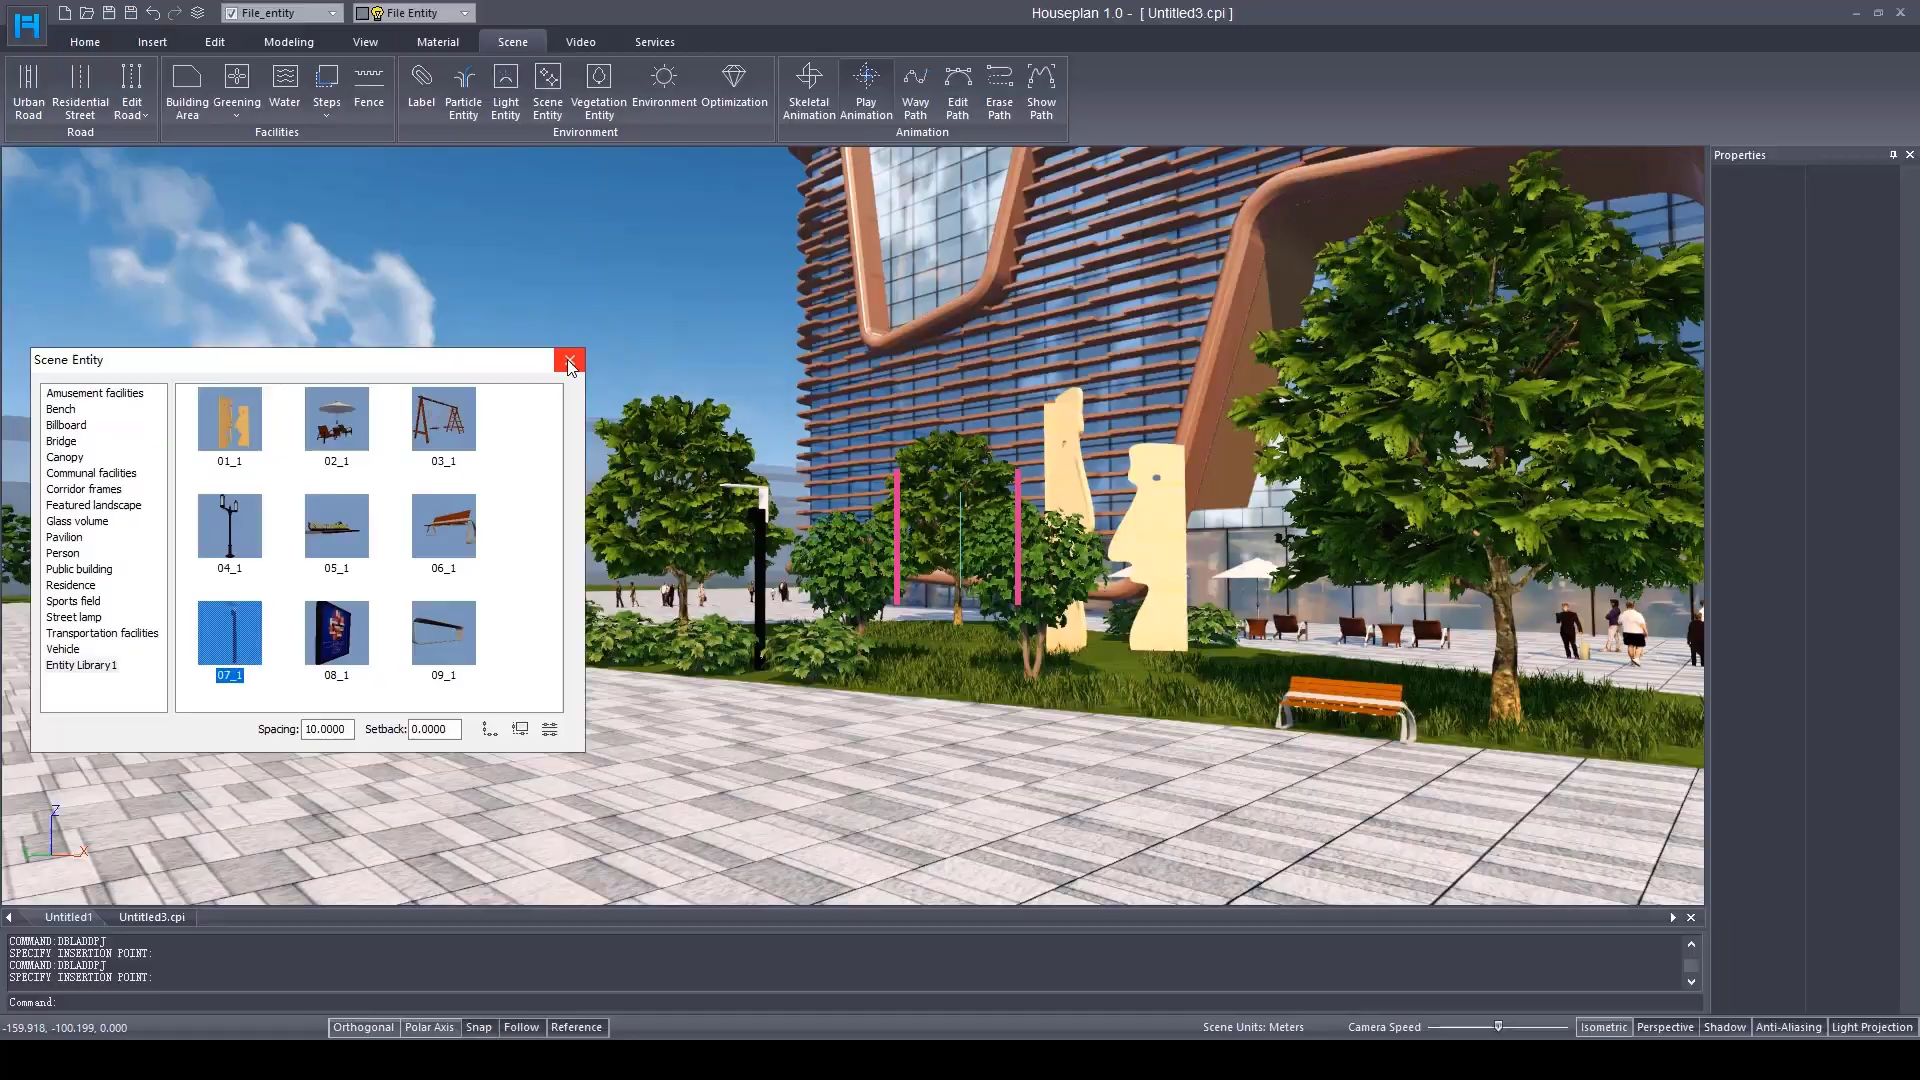 File_entity
File Entity
Houseplan 1.0 - [ Untitled3.cpi ]
Home Insert Edit Modeling View Material Scene Video Services
Urban Road
Residential Street
Edit Road
Road
Building Area
Greening
Water
Steps
Fence
Facilities
Label
Particle Entity
Light Entity
Scene Entity
Vegetation Entity
Environment
Optimization
Environment
Skeletal Animation
Play Animation
Wavy Path
Edit Path
Erase Path
Show Path
Animation
Properties
Scene Entity
Amusement facilities
Bench
Billboard
Bridge
Canopy
Communal facilities
Corridor frames
Featured landscape
Glass volume
Pavilion
Person
Public building
Residence
Sports field
Street lamp
Transportation facilities
Vehicle
Entity Library1
01_1 02_1 03_1
04_1 05_1 06_1
07_1 08_1 09_1
Spacing: 10.0000 Setback: 0.0000
Z
X
Untitled1 Untitled3.cpi
COMMAND:DBLADDPJ
SPECIFY INSERTION POINT:
COMMAND:DBLADDPJ
SPECIFY INSERTION POINT:
Command:
-159.918, -100.199, 0.000
Orthogonal Polar Axis Snap Follow Reference
Scene Units: Meters
Camera Speed
Isometric Perspective Shadow Anti-Aliasing Light Projection